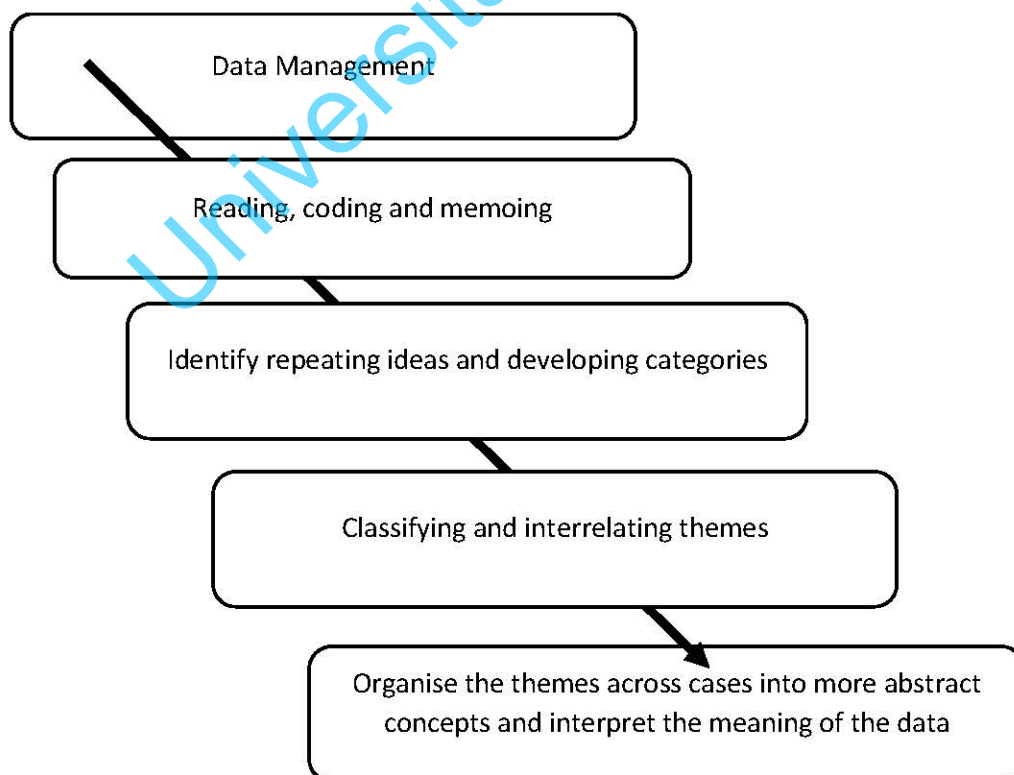 Universit
Data Management
Reading, coding and memoing
Identify repeating ideas and developing categories
Classifying and interrelating themes
Organise the themes across cases into more abstract
concepts and interpret the meaning of the data